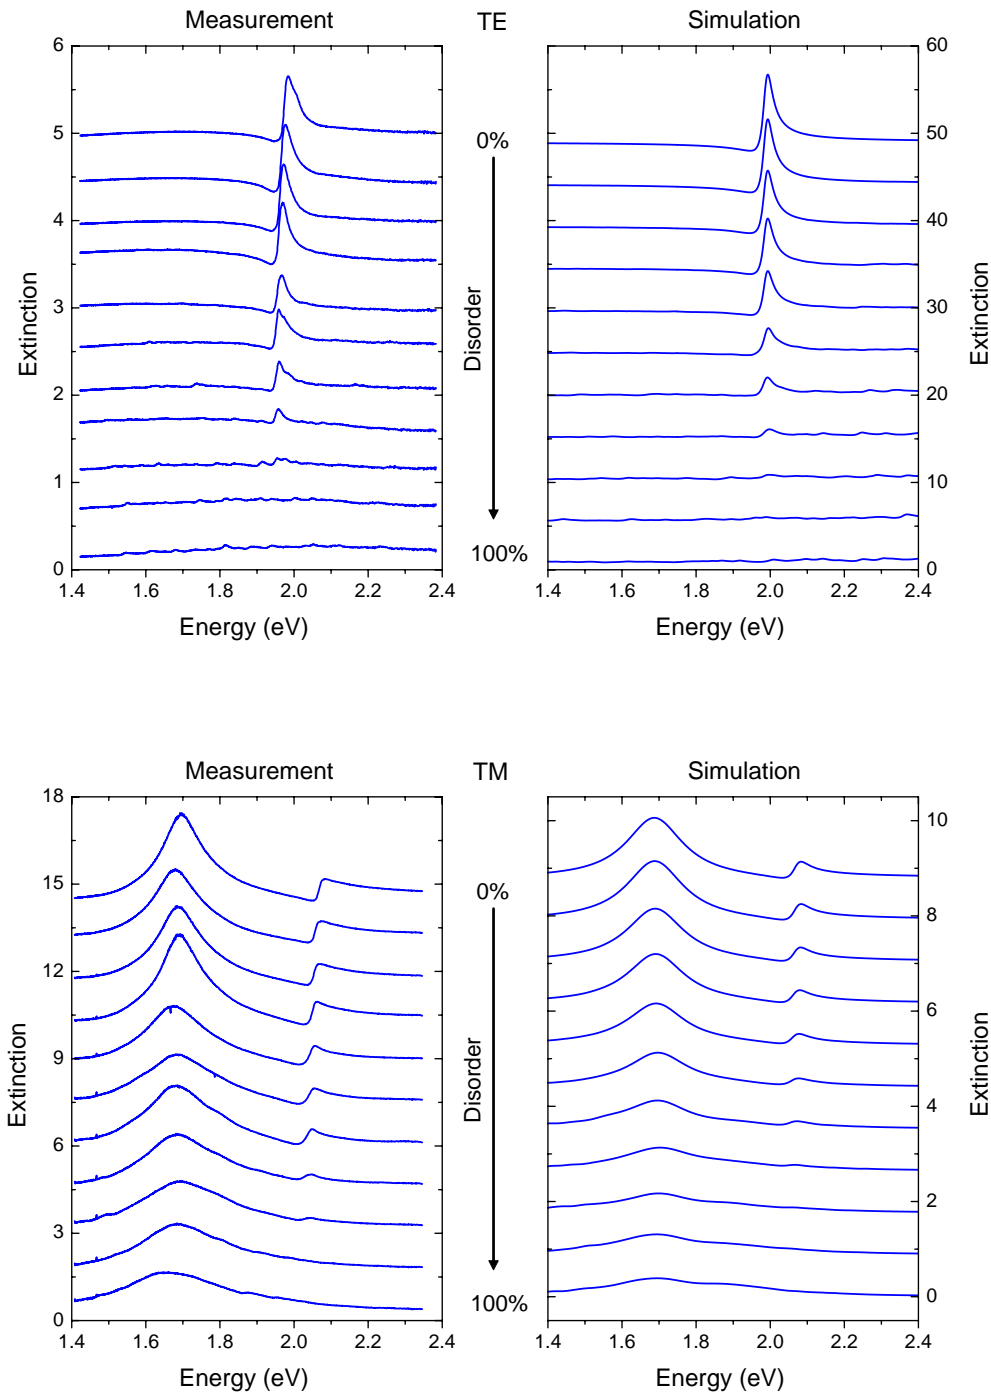 Measurement TE Simulation
6 60
5 0% 50
4 40
Extinction 3 Disorder 30 Extinction
2 20
1 10
0 100% 0
1.4 1.6 1.8 2.0 2.2 2.4 1.4 1.6 1.8 2.0 2.2 2.4
Energy (eV) Energy (eV)
Measurement TM Simulation
18 10
15 0% 8
12
9 6
Extinction Disorder Extinction
6 4
3 2
0 100% 0
1.4 1.6 1.8 2.0 2.2 2.4 1.4 1.6 1.8 2.0 2.2 2.4
Energy (eV) Energy (eV)